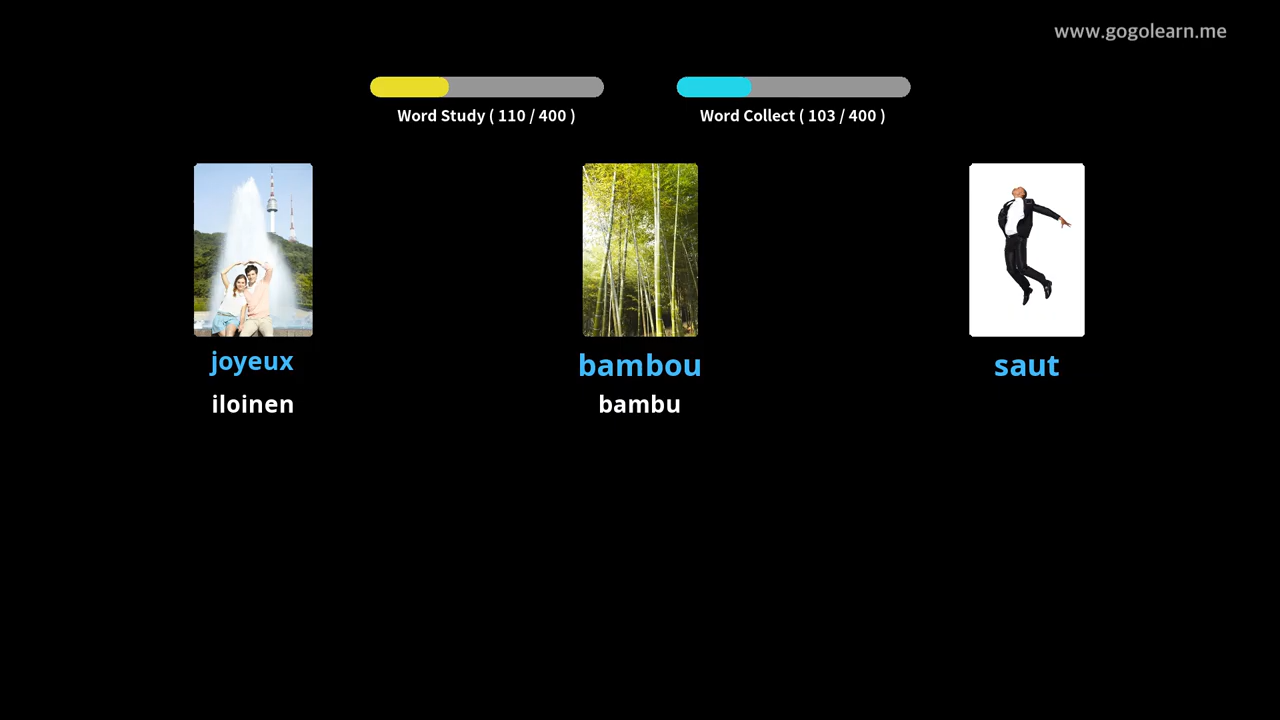 www.gogolearn.me
Word Study ( 110 / 400 )
Word Collect ( 103 / 400 )
joyeux
iloinen
bambou
bambu
saut